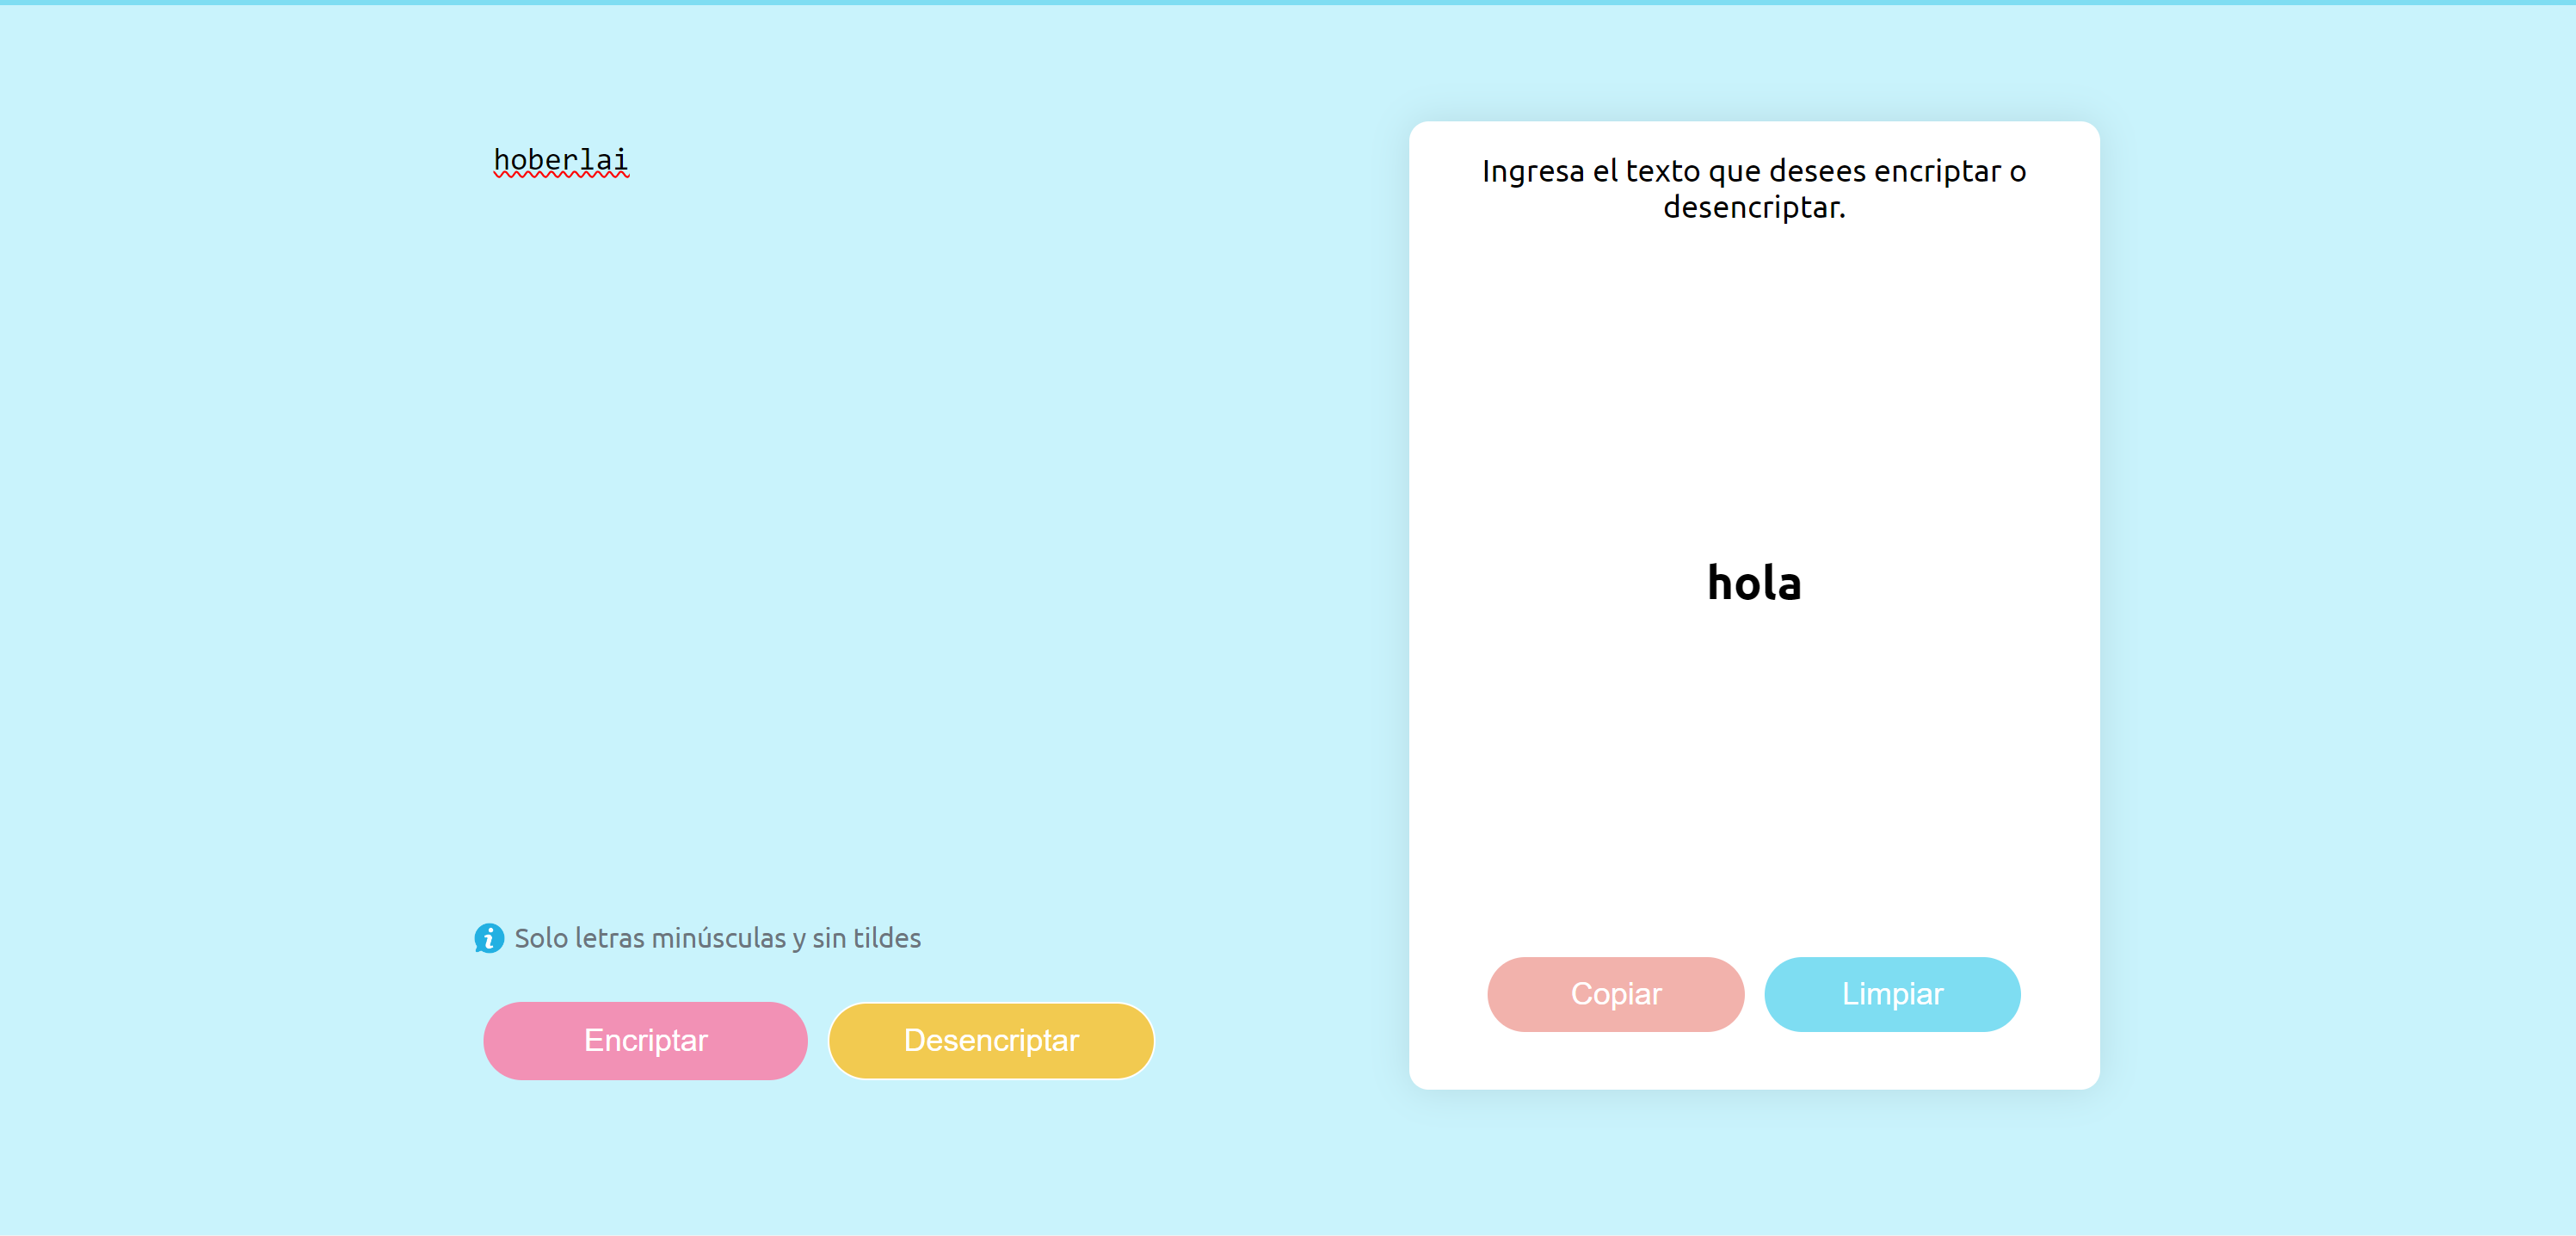 hoberlai
Solo letras minúsculas y sin tildes
Encriptar
Desencriptar
Ingresa el texto que desees encriptar o
desencriptar.
hola
Copiar
Limpiar